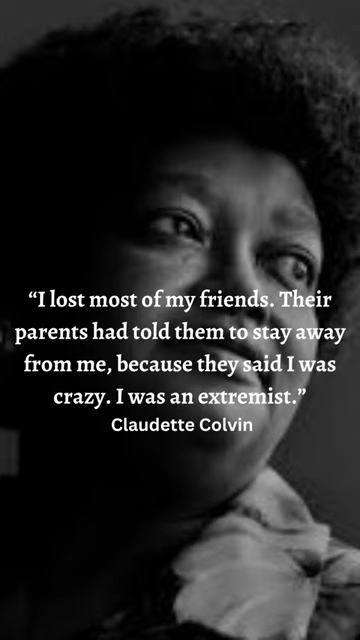 “I lost most of my friends. Their
parents had told them to stay away
from me, because they said I was
crazy. I was an extremist.”
Claudette Colvin